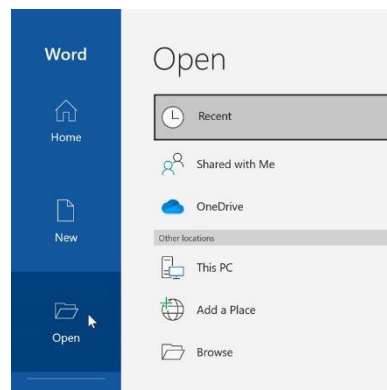 Word
Open
Home
Recent
Shared with Me
OneDrive
New
Other locations
This PC
Add a Place
Open
Browse